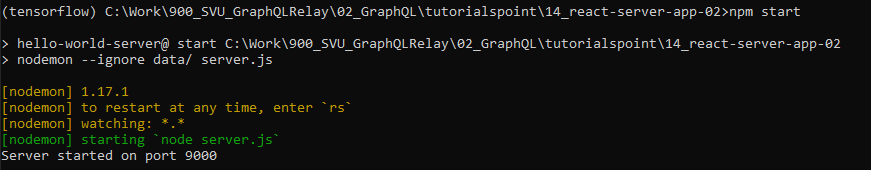 (tensorflow) C:\Work\900_SVU_GraphQLRelay\02_GraphQL\tutorialspoint\14_react-server-app-02>npm start
> hello-world-server@ start C:\Work\900_SVU_GraphQLRelay\02_GraphQL\tutorialspoint\14_react-server-app-02
> nodemon --ignore data/ server.js
[nodemon] 1.17.1
[nodemon] to restart at any time, enter `rs`
[nodemon] watching: *.*
[nodemon] starting `node server.js`
Server started on port 9000